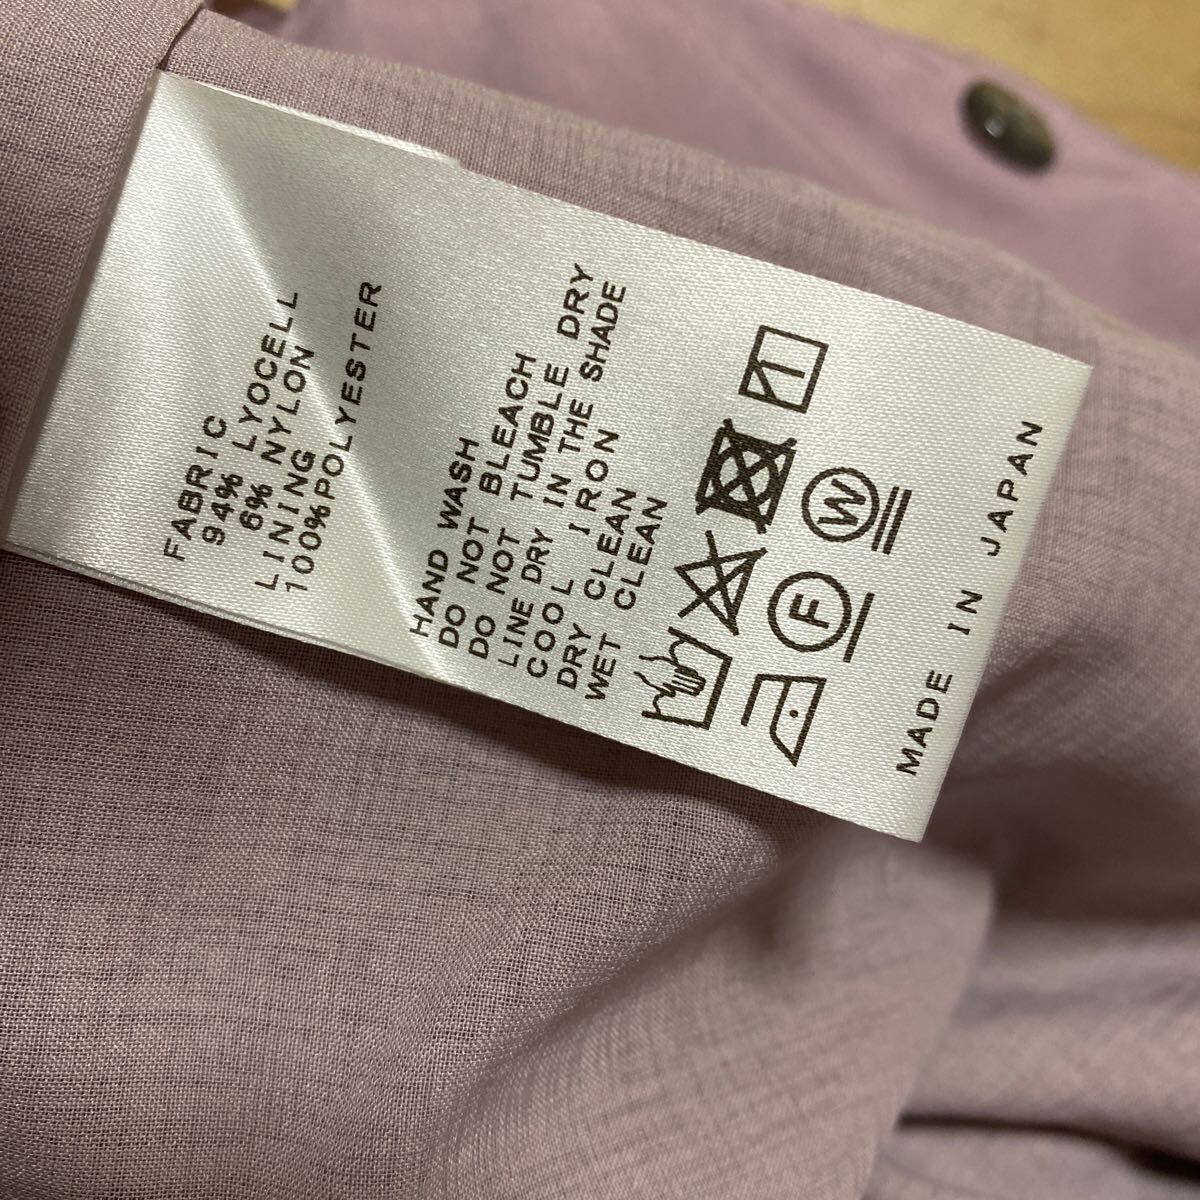 FABRIC
94% LYOCELL
6% NYLON
LINING
100%POLYESTER
HAND WASH
DO NOT BLEACH
DO NOT TUMBLE DRY
LINE DRY IN THE SHADE
COOL IRON
DRY CLEAN
WET CLEAN
F
W
MADE IN JAPAN